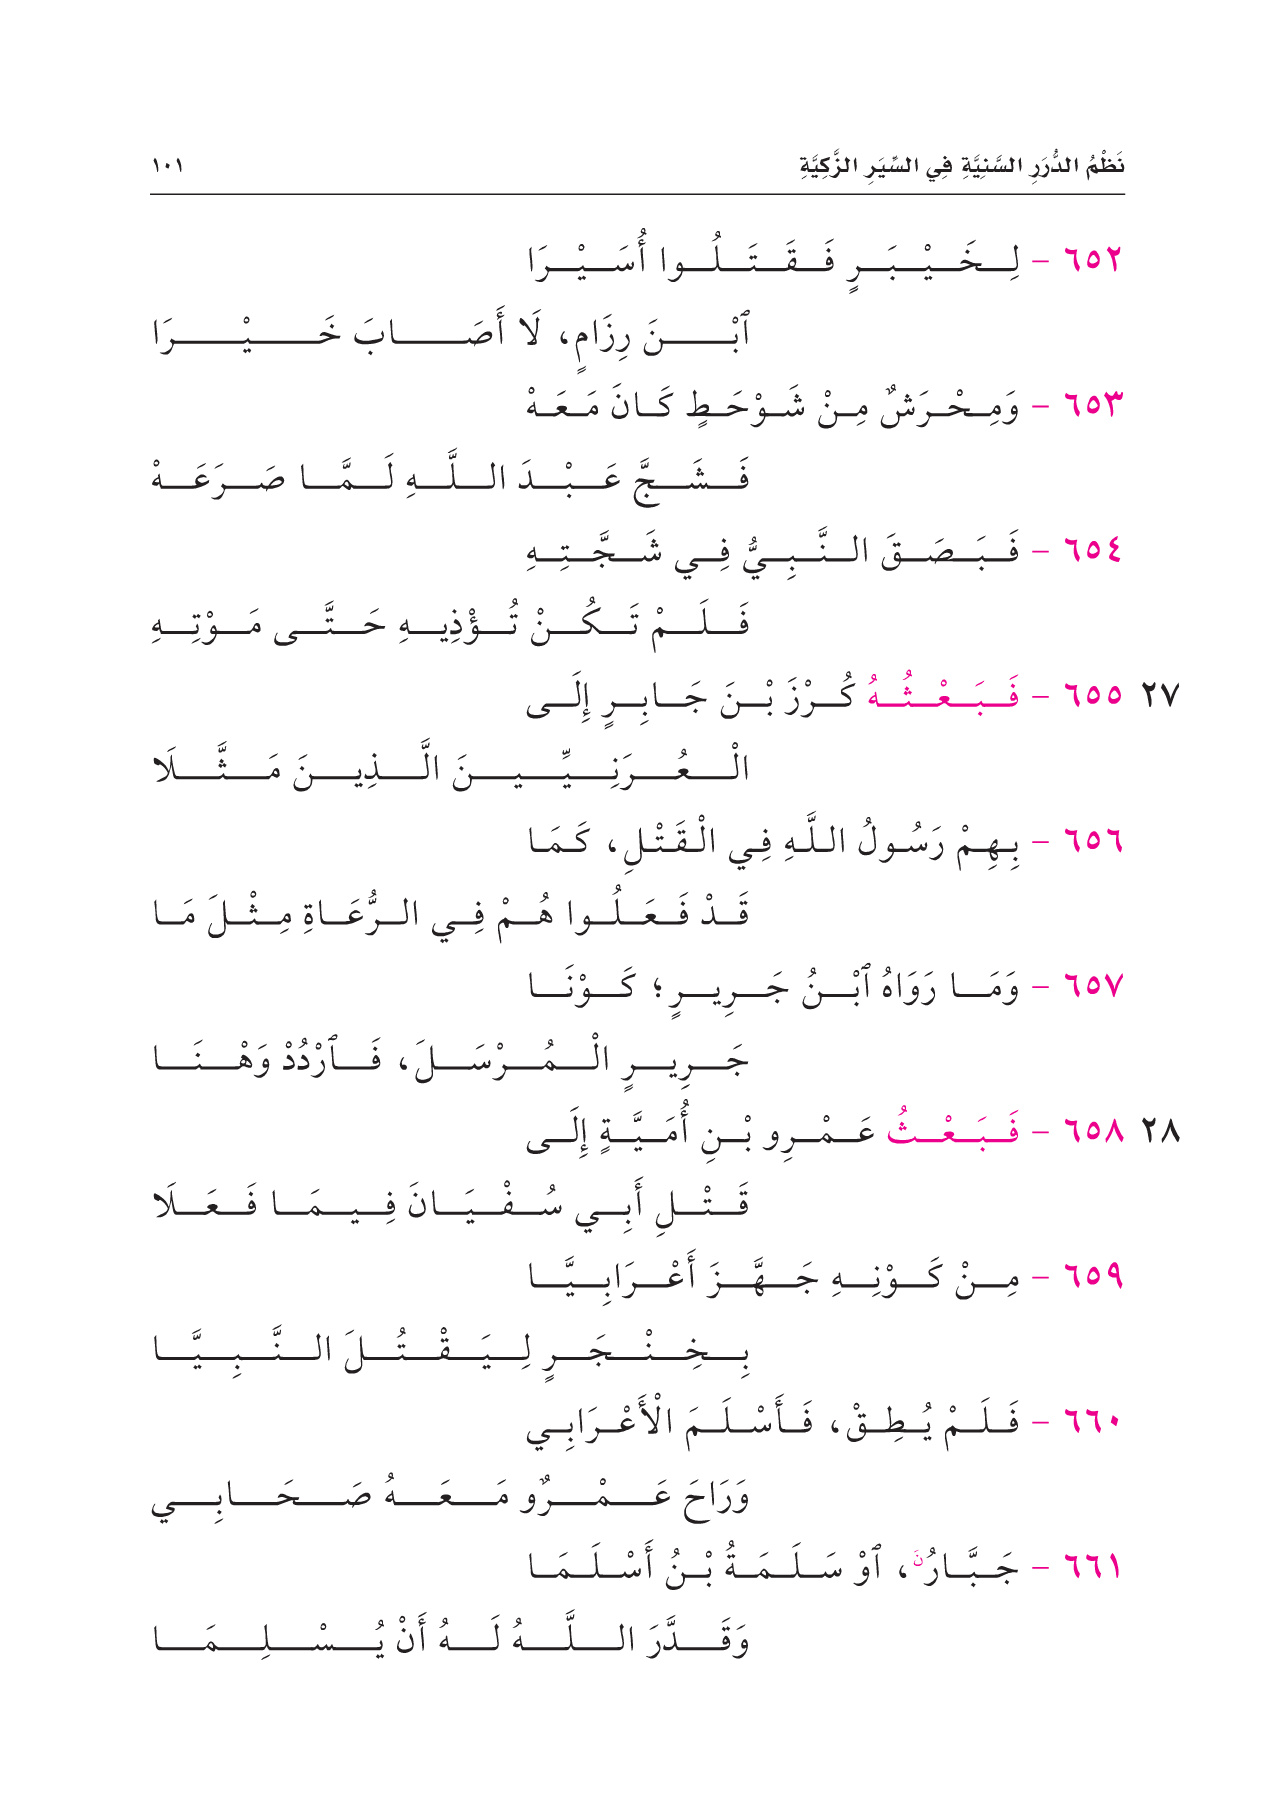 نَظْمُ الدُّرَرِ السَّنِيَّةِ فِي السِّيَرِ الزَّكِيَّةِ ١٠١
٦٥٢ - لِخَيْبَرٍ فَقَتَلُوا أُسَيْرَا
ٱبْنَ رِزَامٍ، لَا أَصَابَ خَيْرَا
٦٥٣ - وَمِحْرَشٌ مِنْ شَوْحَطٍ كَانَ مَعَهْ
فَشَجَّ عَبْدَ اللَّهِ لَمَّا صَرَعَهْ
٦٥٤ - فَبَصَقَ النَّبِيُّ فِي شَجَّتِهِ
فَلَمْ تَكُنْ تُؤْذِيهِ حَتَّى مَوْتِهِ
٢٧ ٦٥٥ - فَبَعْثُهُ كُرْزَ بْنَ جَابِرٍ إِلَى
الْعُرَنِيِّينَ الَّذِينَ مَثَّلَا
٦٥٦ - بِهِمْ رَسُولُ اللَّهِ فِي الْقَتْلِ، كَمَا
قَدْ فَعَلُوا هُمْ فِي الرُّعَاةِ مِثْلَ مَا
٦٥٧ - وَمَا رَوَاهُ ٱبْنُ جَرِيرٍ؛ كَوْنَا
جَرِيرٍ الْمُرْسَلَ، فَٱرْدُدْ وَهْنَا
٢٨ ٦٥٨ - فَبَعْثُ عَمْرِو بْنِ أُمَيَّةٍ إِلَى
قَتْلِ أَبِي سُفْيَانَ فِيمَا فَعَلَا
٦٥٩ - مِنْ كَوْنِهِ جَهَّزَ أَعْرَابِيَّا
بِخِنْجَرٍ لِيَقْتُلَ النَّبِيَّا
٦٦٠ - فَلَمْ يُطِقْ، فَأَسْلَمَ الْأَعْرَابِي
وَرَاحَ عَمْرٌو مَعَهُ صَحَابِي
٦٦١ - جَبَّارُنَ، ٱوْ سَلَمَةُ بْنُ أَسْلَمَا
وَقَدَّرَ اللَّهُ لَهُ أَنْ يُسْلِمَا